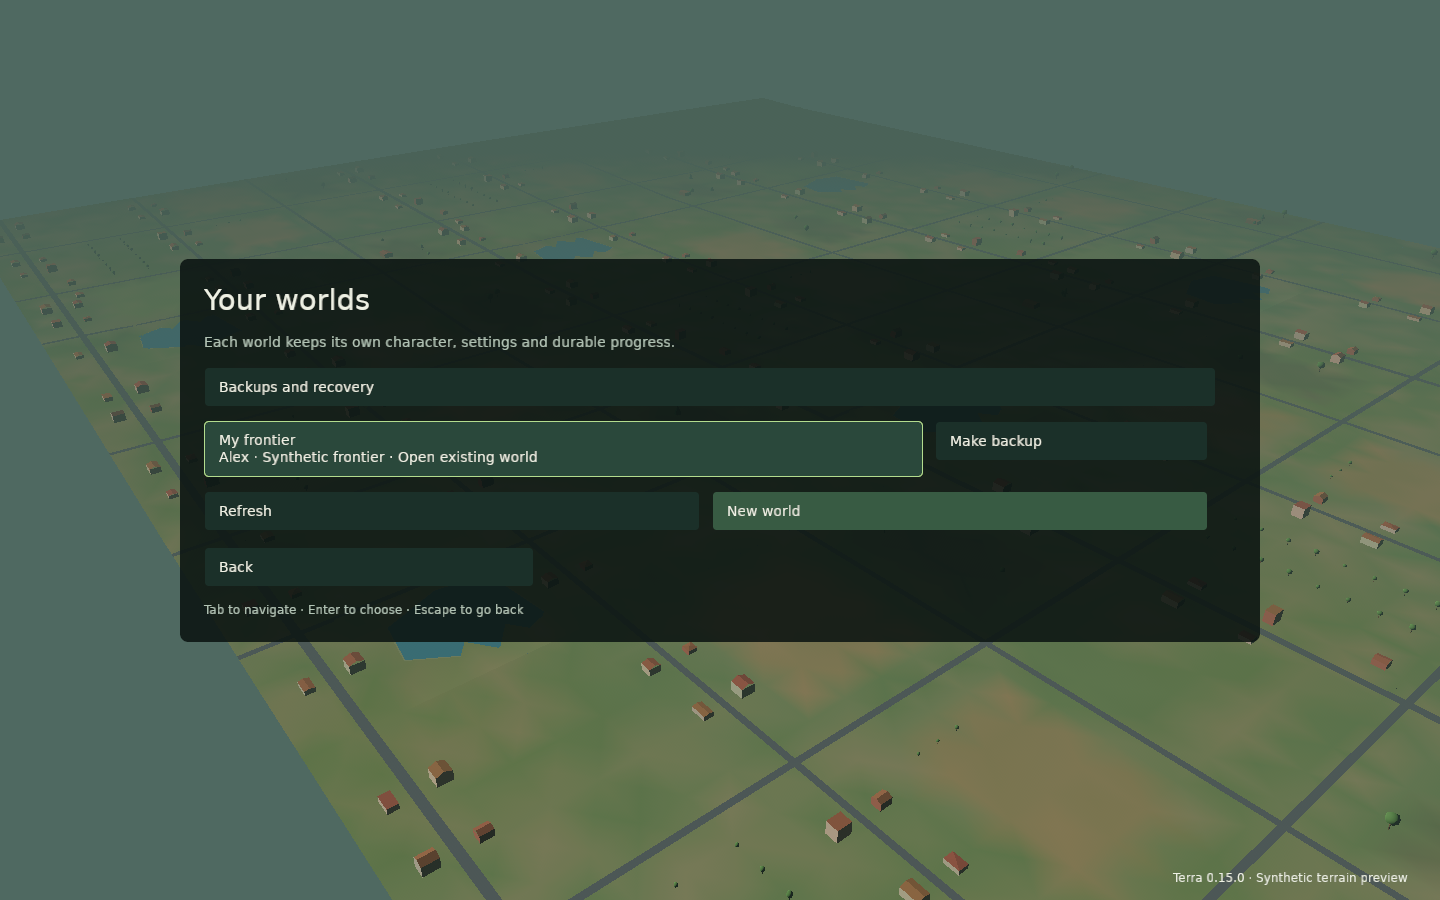 Your worlds
Each world keeps its own character, settings and durable progress.
Backups and recovery
My frontier
Alex · Synthetic frontier · Open existing world
Make backup
Refresh
New world
Back
Tab to navigate · Enter to choose · Escape to go back
Terra 0.15.0 · Synthetic terrain preview